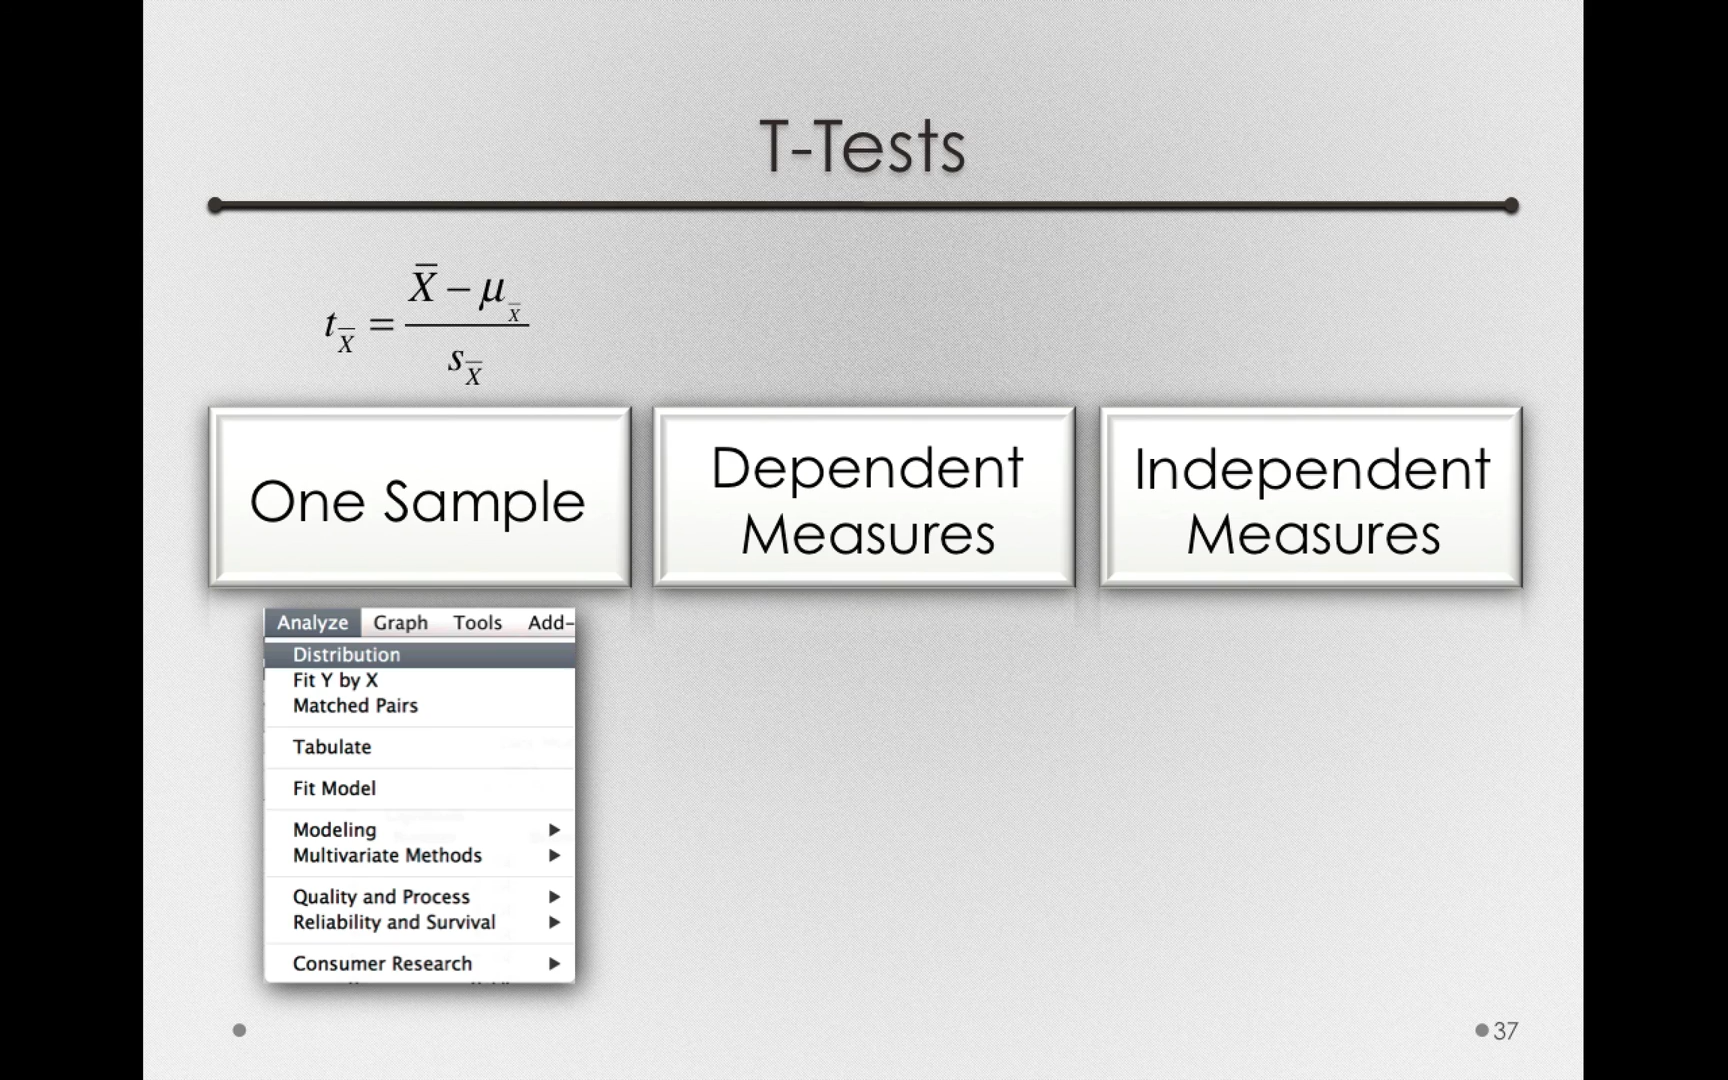 T-Tests
t_X̄ = (X̄ − μ_X̄) / s_X̄
One Sample
Dependent
Measures
Independent
Measures
Analyze Graph Tools Add-
Distribution
Fit Y by X
Matched Pairs
Tabulate
Fit Model
Modeling
Multivariate Methods
Quality and Process
Reliability and Survival
Consumer Research
37